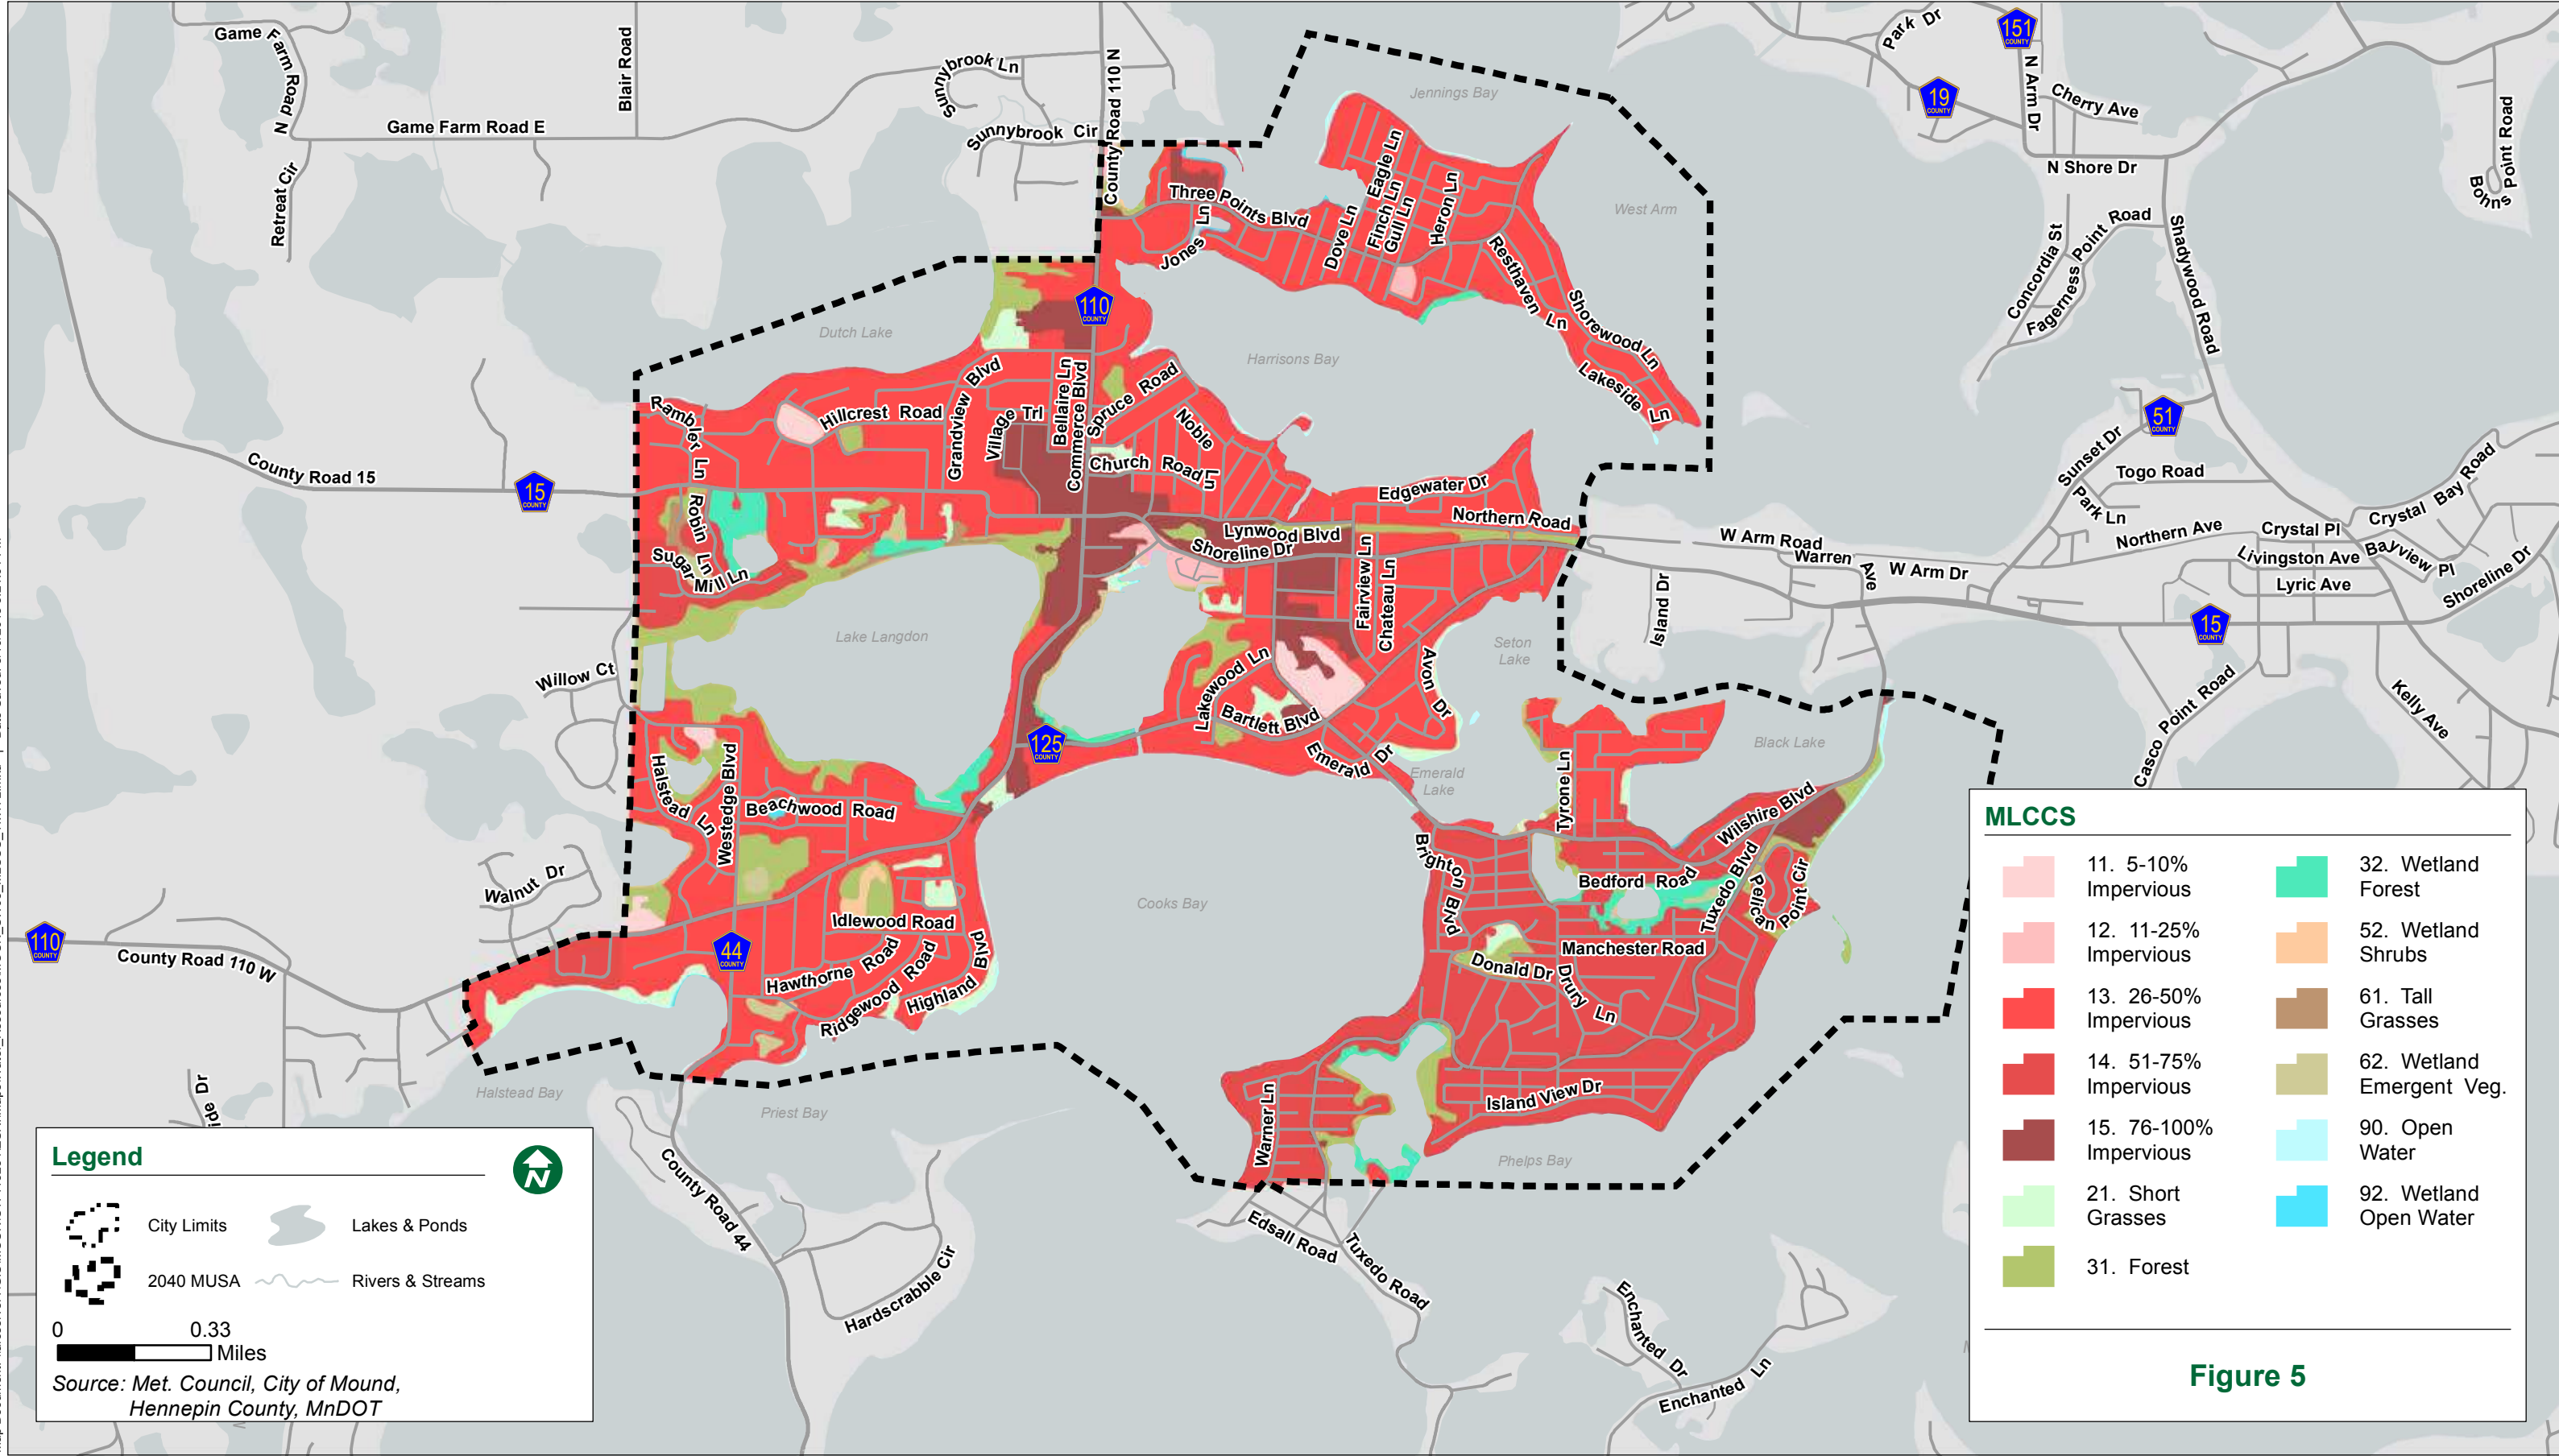 Game Farm Road N
Blair Road
Game Farm Road E
Retreat Cir
Sunnybrook Ln
Sunnybrook Cir
County Road 110 N
Jennings Bay
Park Dr
151
COUNTY
19
COUNTY
N Arm Dr
Cherry Ave
N Shore Dr
Bohns Point Road
Three Points Blvd
Jones Ln
Eagle Ln
Finch Ln
Gull Ln
Dove Ln
Heron Ln
West Arm
Resthaven Ln
Shorewood Ln
Lakeside Ln
Concordia St
Fagerness Point Road
Shadywood Road
110
COUNTY
Dutch Lake
Harrisons Bay
Rambler Ln
Hillcrest Road
Grandview Blvd
Village Trl
Bellaire Ln
Commerce Blvd
Spruce Road
Noble Ln
Church Road
County Road 15
15
COUNTY
Robin Ln
Sugar Mill Ln
Edgewater Dr
Northern Road
Lynwood Blvd
Shoreline Dr
Fairview Ln
Chateau Ln
51
COUNTY
Sunset Dr
Togo Road
Park Ln
Northern Ave
Crystal Pl
Crystal Bay Road
Livingston Ave
Bayview Pl
Lyric Ave
Shoreline Dr
W Arm Road
Warren Ave
W Arm Dr
Island Dr
15
COUNTY
Lake Langdon
Seton
Lake
Willow Ct
Lakewood Ln
Bartlett Blvd
Avon Dr
Emerald Dr
Emerald
Lake
125
COUNTY
Black Lake
Casco Point Road
Kelly Ave
Halstead Ln
Westedge Blvd
Beachwood Road
Tyrone Ln
Wilshire Blvd
Brighton Blvd
Bedford Road
Tuxedo Blvd
Pelican Point Cir
Walnut Dr
Cooks Bay
Idlewood Road
Manchester Road
Donald Dr
Drury Ln
110
COUNTY
County Road 110 W
44
COUNTY
Hawthorne Road
Ridgewood Road
Highland Blvd
Island View Dr
Warner Ln
Halstead Bay
Priest Bay
Phelps Bay
ide Dr
County Road 44
Hardscrabble Cir
Edsall Road
Tuxedo Road
Enchanted Dr
Enchanted Ln
Legend
N
City Limits
Lakes & Ponds
2040 MUSA
Rivers & Streams
0 0.33
Miles
Source: Met. Council, City of Mound,
Hennepin County, MnDOT
MLCCS
11. 5-10%
Impervious
12. 11-25%
Impervious
13. 26-50%
Impervious
14. 51-75%
Impervious
15. 76-100%
Impervious
21. Short
Grasses
31. Forest
32. Wetland
Forest
52. Wetland
Shrubs
61. Tall
Grasses
62. Wetland
Emergent Veg.
90. Open
Water
92. Wetland
Open Water
Figure 5